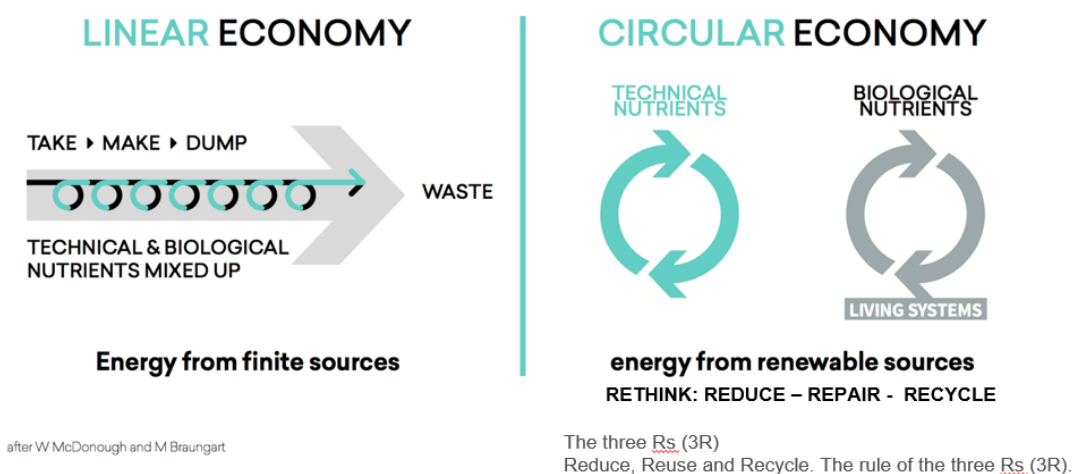 LINEAR ECONOMY
TAKE ▸ MAKE ▸ DUMP
WASTE
TECHNICAL & BIOLOGICAL
NUTRIENTS MIXED UP
Energy from finite sources
after W McDonough and M Braungart
CIRCULAR ECONOMY
TECHNICAL
NUTRIENTS
BIOLOGICAL
NUTRIENTS
LIVING SYSTEMS
energy from renewable sources
RETHINK: REDUCE – REPAIR - RECYCLE
The three Rs (3R)
Reduce, Reuse and Recycle. The rule of the three Rs (3R).